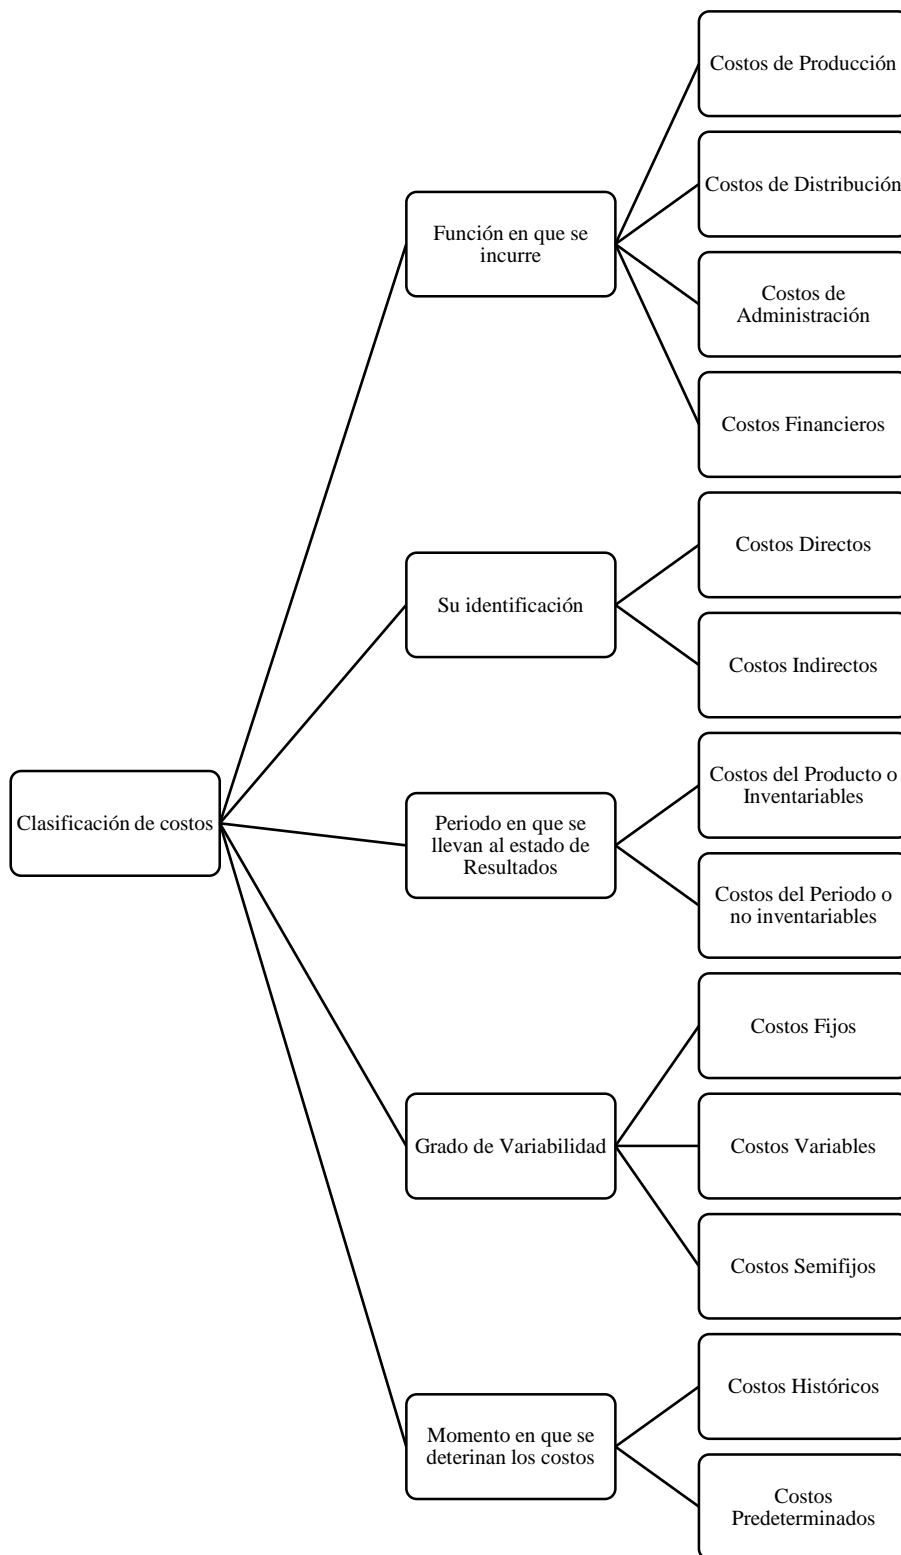 Clasificación de costos
Función en que se
incurre
Costos de Producción
Costos de Distribución
Costos de
Administración
Costos Financieros
Su identificación
Costos Directos
Costos Indirectos
Periodo en que se
llevan al estado de
Resultados
Costos del Producto o
Inventariables
Costos del Periodo o
no inventariables
Grado de Variabilidad
Costos Fijos
Costos Variables
Costos Semifijos
Momento en que se
deterinan los costos
Costos Históricos
Costos
Predeterminados